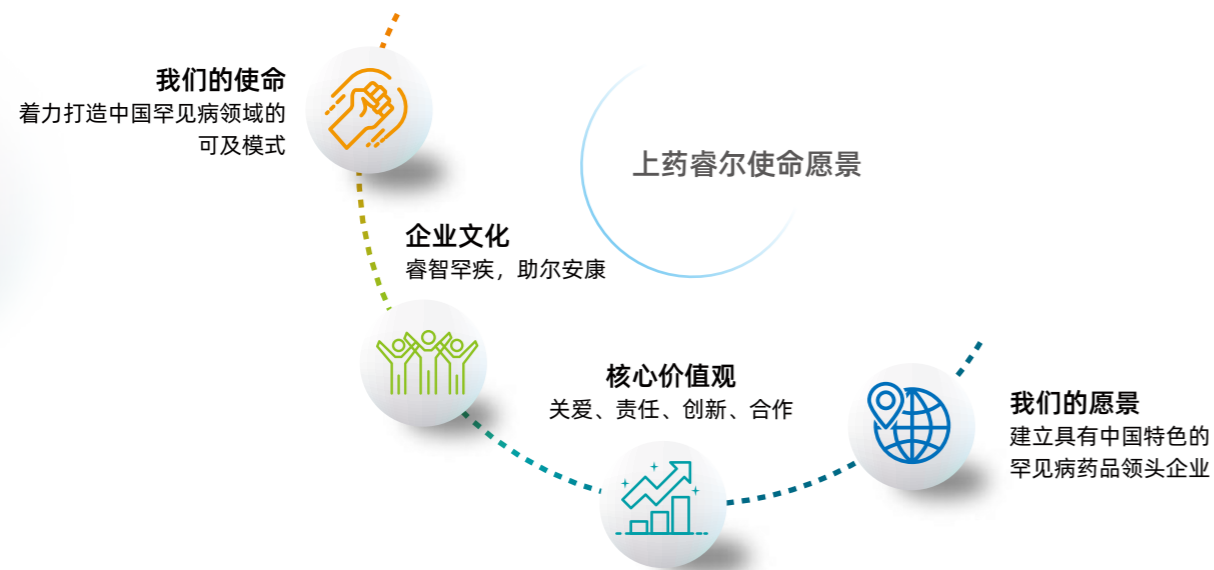 上药睿尔使命愿景
我们的使命
着力打造中国罕见病领域的
可及模式
企业文化
睿智罕疾，助尔安康
核心价值观
关爱、责任、创新、合作
我们的愿景
建立具有中国特色的
罕见病药品领头企业